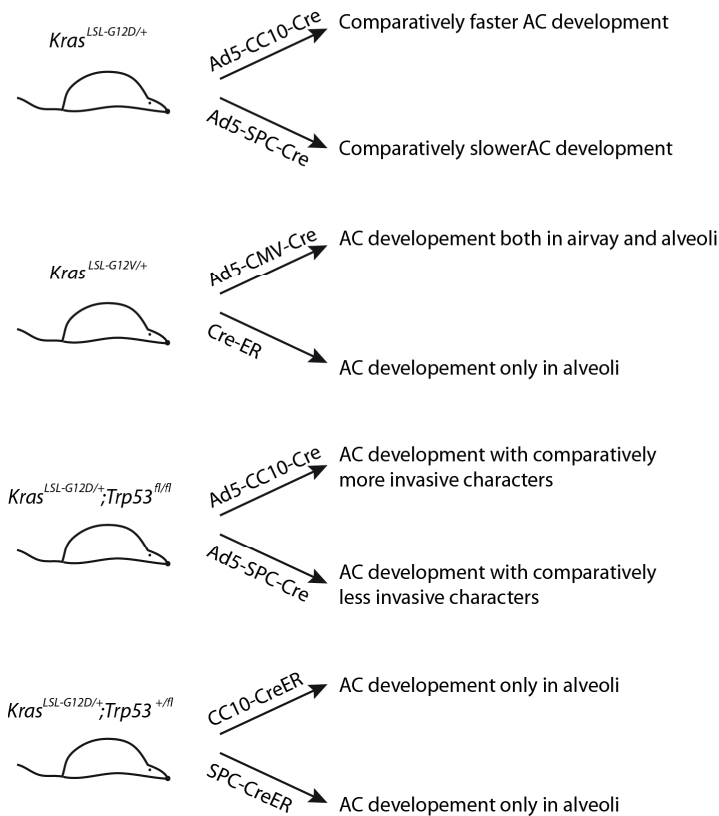 Kras LSL-G12D/+
Ad5-CC10-Cre
Comparatively faster AC development
Ad5-SPC-Cre
Comparatively slowerAC development
Kras LSL-G12V/+
Ad5-CMV-Cre
AC developement both in airvay and alveoli
Cre-ER
AC developement only in alveoli
Kras LSL-G12D/+;Trp53 fl/fl
Ad5-CC10-Cre
AC development with comparatively
more invasive characters
Ad5-SPC-Cre
AC development with comparatively
less invasive characters
Kras LSL-G12D/+;Trp53 +/fl
CC10-CreER
AC developement only in alveoli
SPC-CreER
AC developement only in alveoli